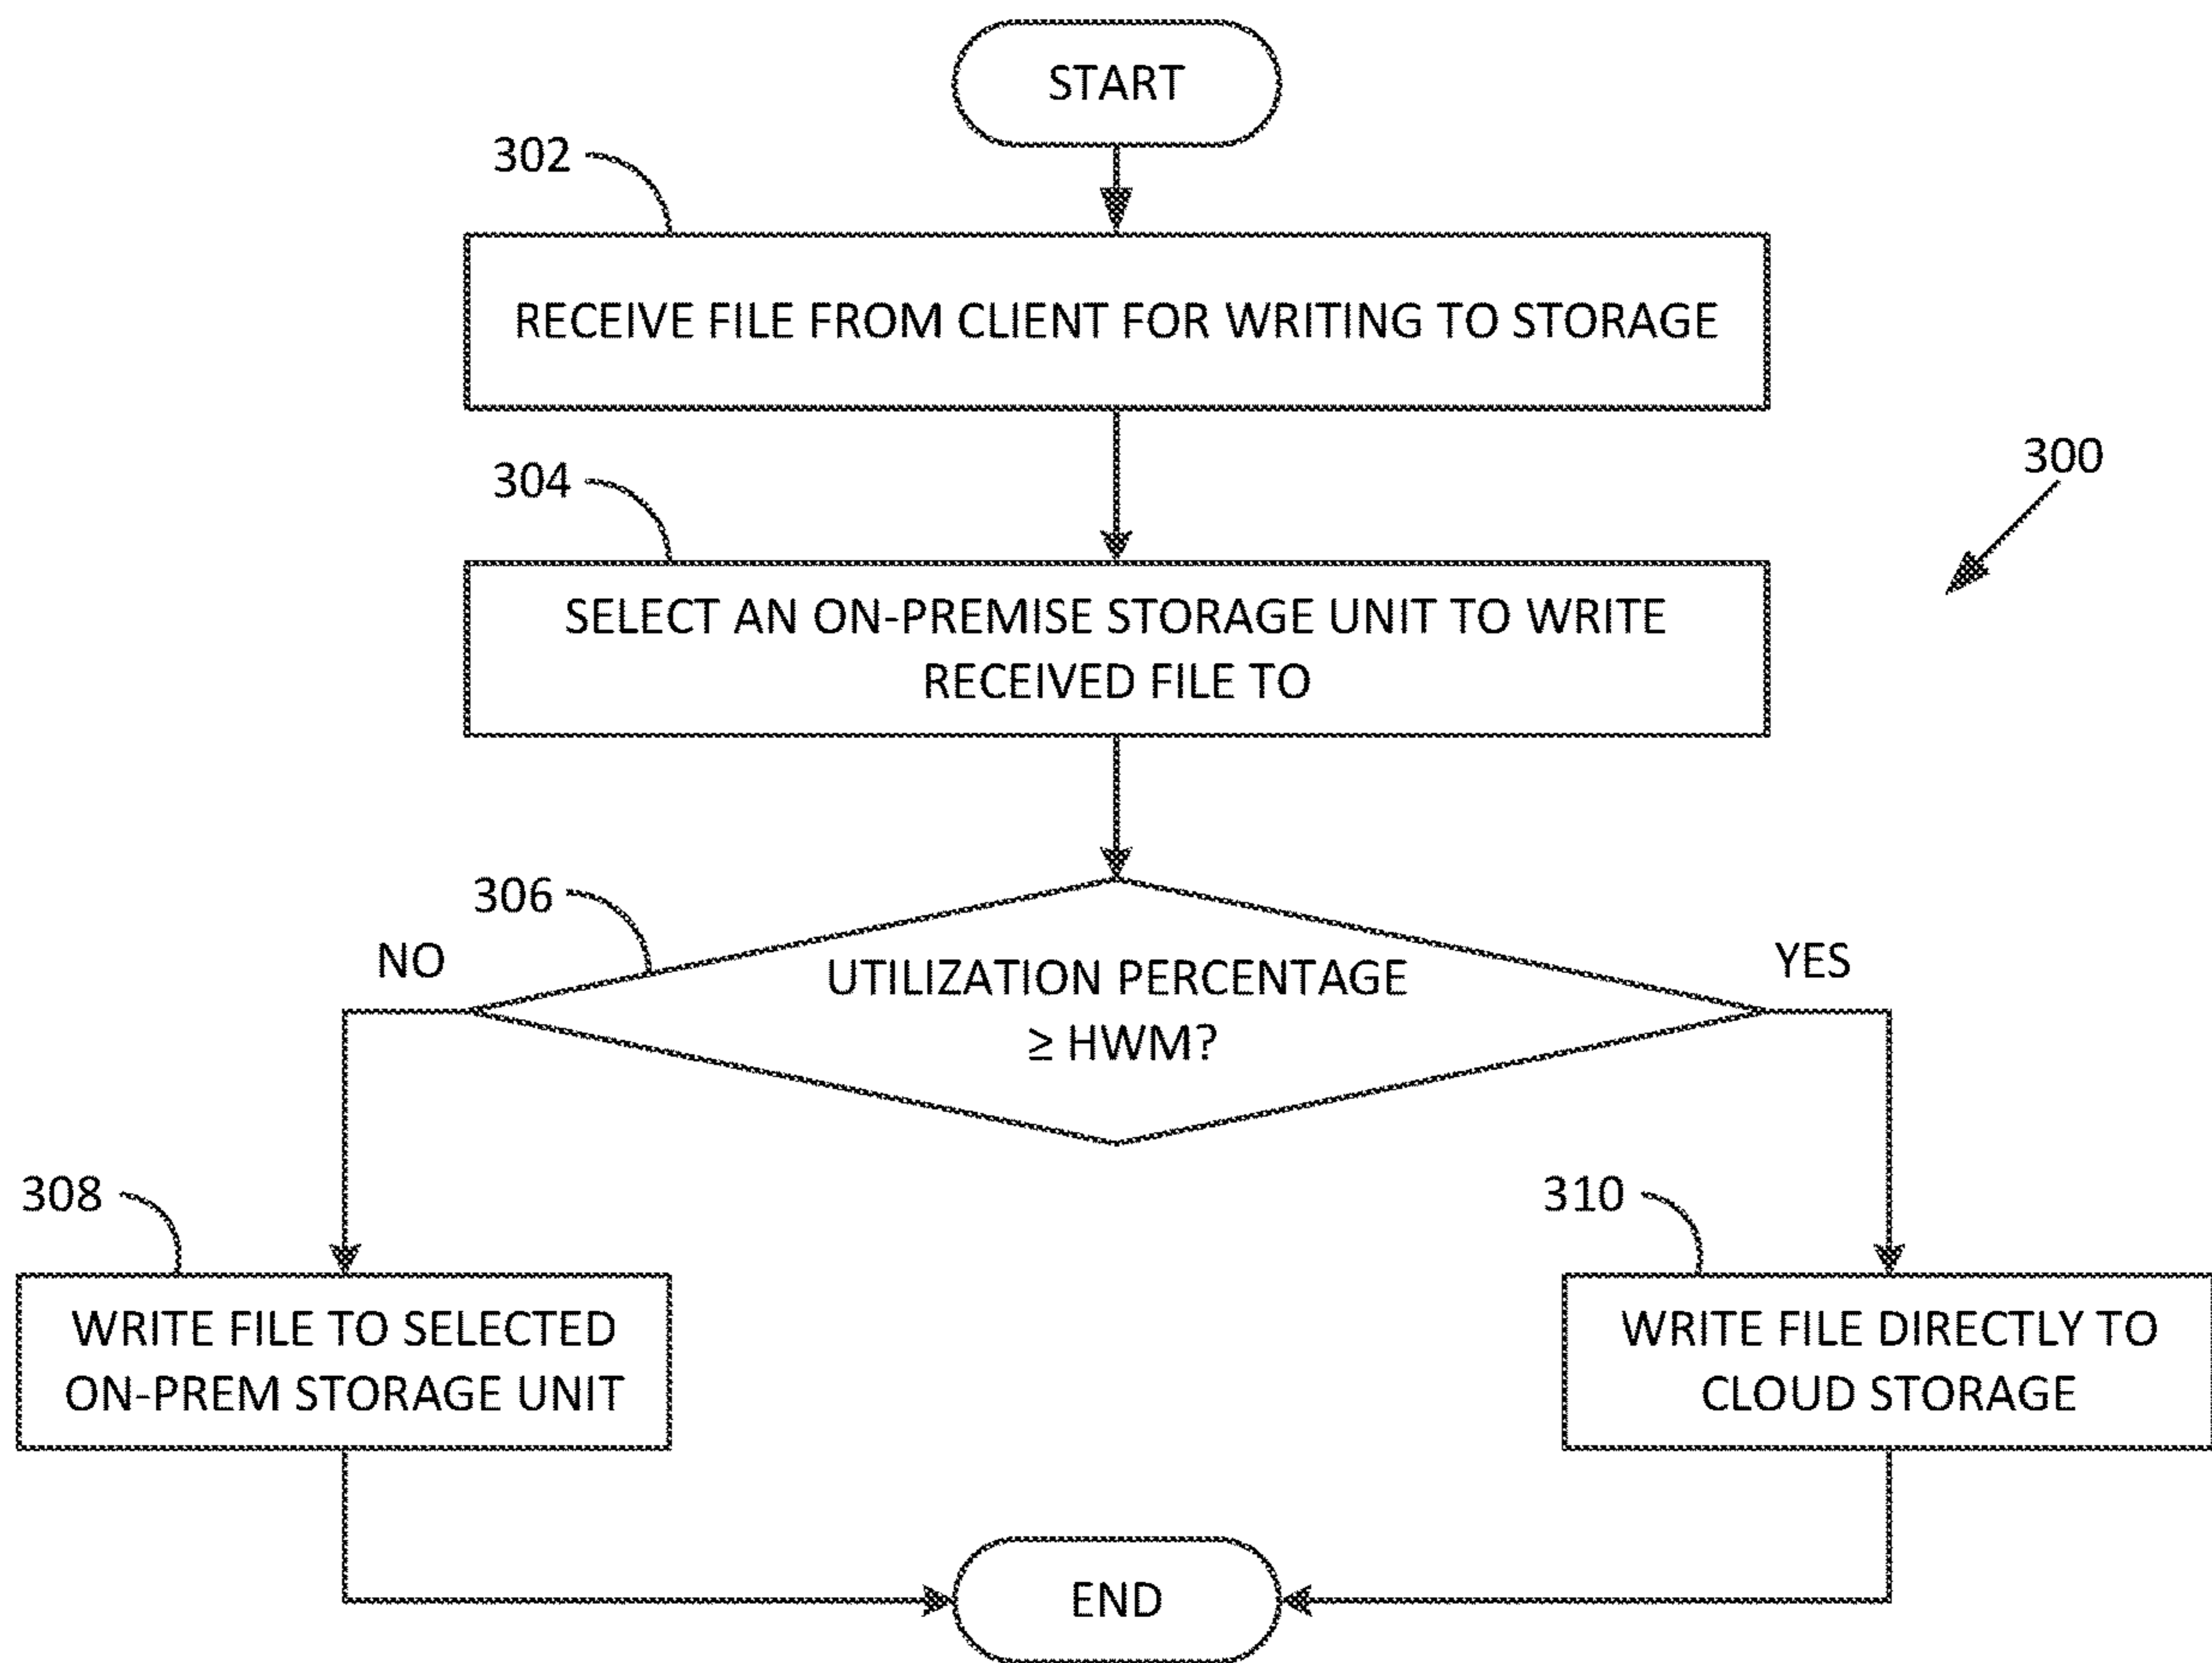 START
302
RECEIVE FILE FROM CLIENT FOR WRITING TO STORAGE
300
304
SELECT AN ON-PREMISE STORAGE UNIT TO WRITE
RECEIVED FILE TO
306
NO
YES
UTILIZATION PERCENTAGE
≥ HWM?
308
310
WRITE FILE TO SELECTED
ON-PREM STORAGE UNIT
WRITE FILE DIRECTLY TO
CLOUD STORAGE
END